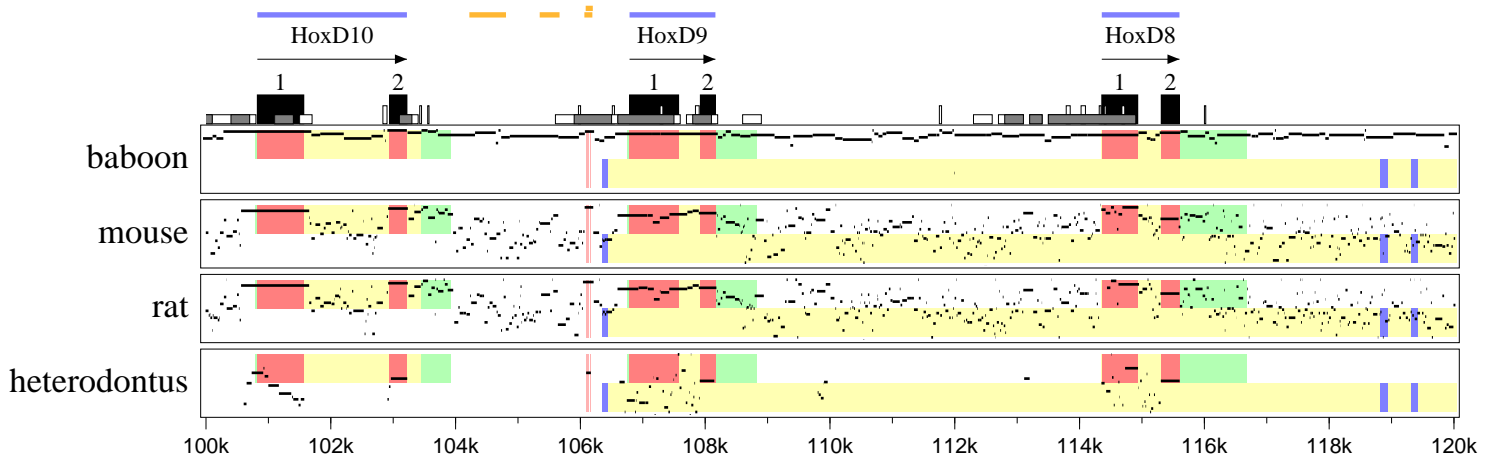 HoxD10 HoxD9 HoxD8
1 2 1 2 1 2
baboon
mouse
rat
heterodontus
100k 102k 104k 106k 108k 110k 112k 114k 116k 118k 120k